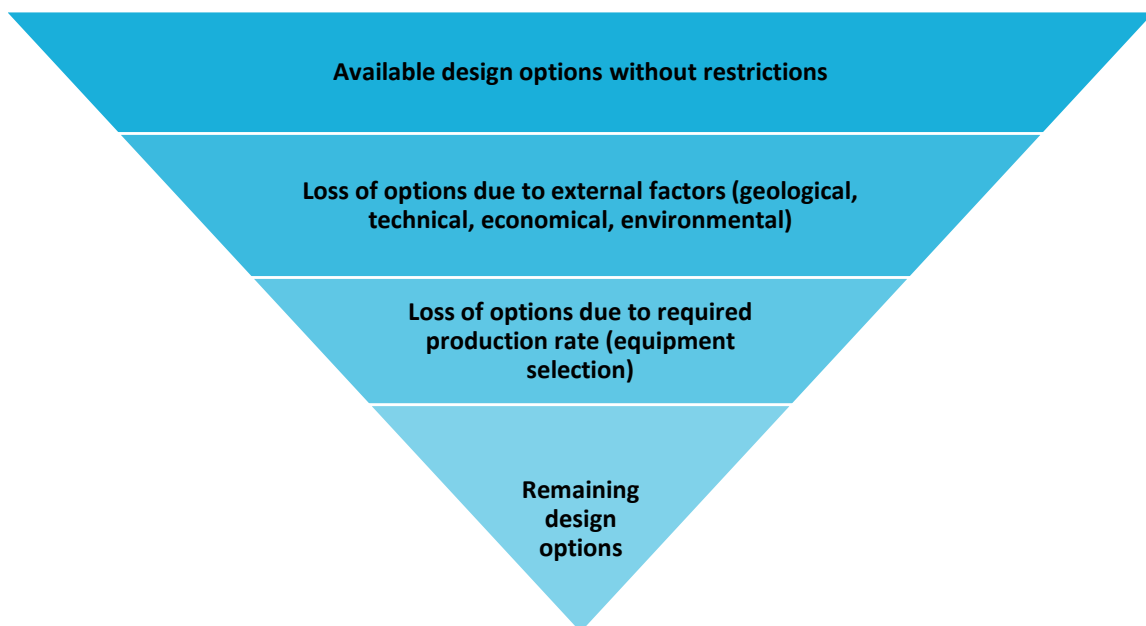 Available design options without restrictions
Loss of options due to external factors (geological,
technical, economical, environmental)
Loss of options due to required
production rate (equipment
selection)
Remaining
design
options